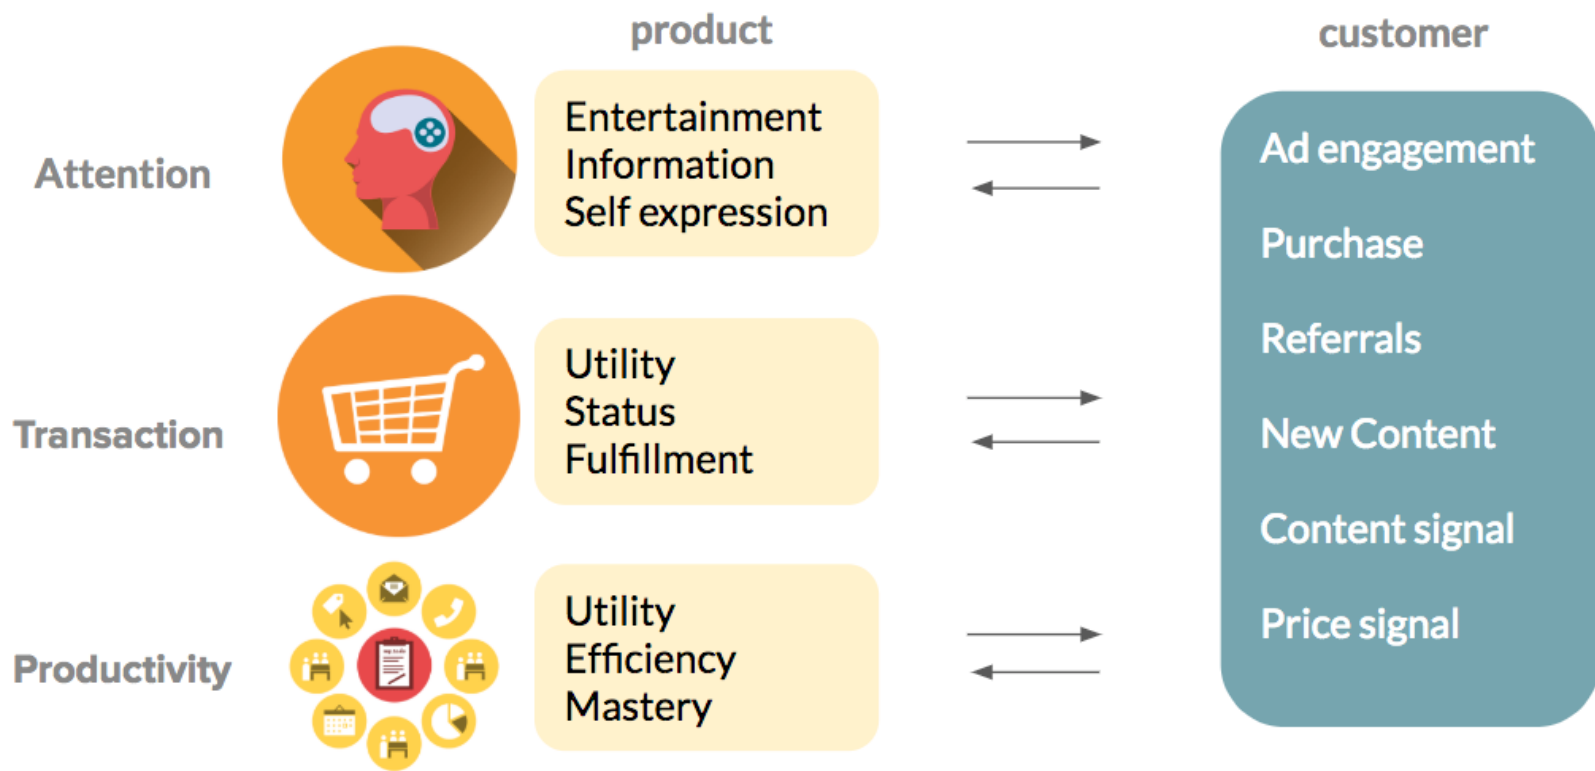 product
customer
Attention
Entertainment
Information
Self expression
Transaction
Utility
Status
Fulfillment
Productivity
Utility
Efficiency
Mastery
Ad engagement
Purchase
Referrals
New Content
Content signal
Price signal